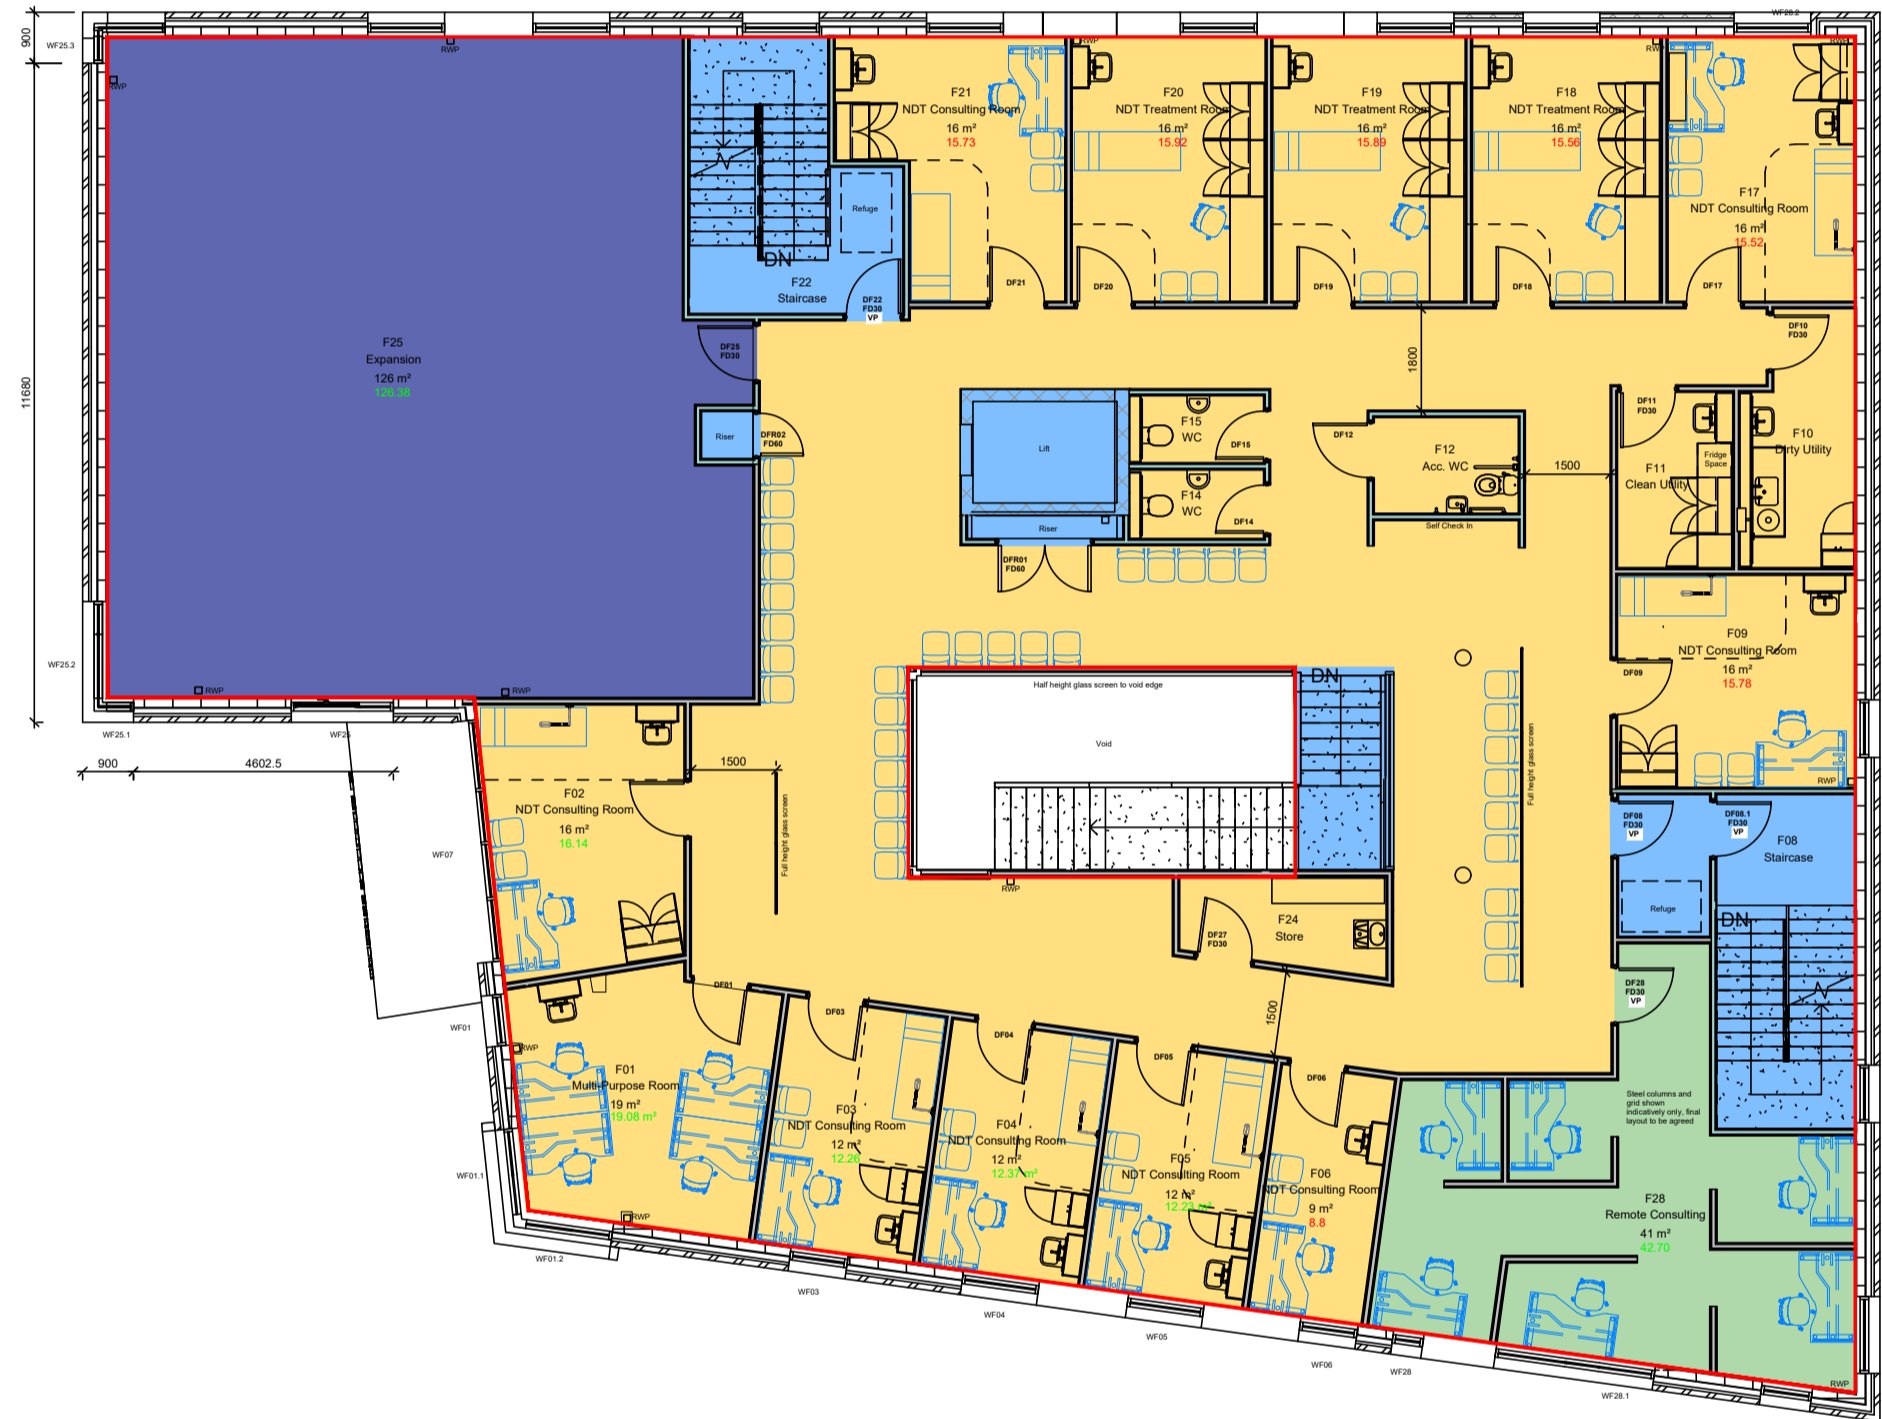 WF28.2
900
WF25.3
RWP
RWP
RWP
RWP
RWP
F21
NDT Consulting Room
16 m²
15.73
F20
NDT Treatment Room
16 m²
15.92
F19
NDT Treatment Room
16 m²
15.89
F18
NDT Treatment Room
16 m²
15.56
F17
NDT Consulting Room
16 m²
15.52
Refuge
DN
F22
Staircase
DF22
FD30
VP
DF21
DF20
DF19
DF18
DF17
DF10
FD30
F25
Expansion
126 m²
126.38
DF25
FD30
11680
1800
Riser
DFR02
FD60
Lift
F15
WC
DF15
DF12
F12
Acc. WC
1500
DF11
FD30
F11
Clean Utility
Fridge
Space
F10
Dirty Utility
F14
WC
DF14
Self Check In
Riser
DFR01
FD60
WF25.2
RWP
RWP
Half height glass screen to void edge
DN
Void
F09
NDT Consulting Room
16 m²
15.78
DF09
RWP
WF25.1
WF25
900
4602.5
1500
Full height glass screen
Full height glass screen
F02
NDT Consulting Room
16 m²
16.14
WF07
DF08
FD30
VP
DF08.1
FD30
VP
F08
Staircase
Refuge
DN
RWP
F24
Store
DF27
FD30
DF28
FD30
VP
1500
WF01
RWP
DF01
DF03
DF04
DF05
DF06
F01
Multi-Purpose Room
19 m²
19.08 m²
F03
NDT Consulting Room
12 m²
12.26
F04
NDT Consulting Room
12 m²
12.37 m²
F05
NDT Consulting Room
12 m²
12.23 m²
F06
NDT Consulting Room
9 m²
8.8
Steel columns and
grid shown
indicatively only, final
layout to be agreed
F28
Remote Consulting
41 m²
42.70
WF01.1
RWP
WF01.2
WF03
WF04
WF05
WF06
WF28
WF28.1
RWP